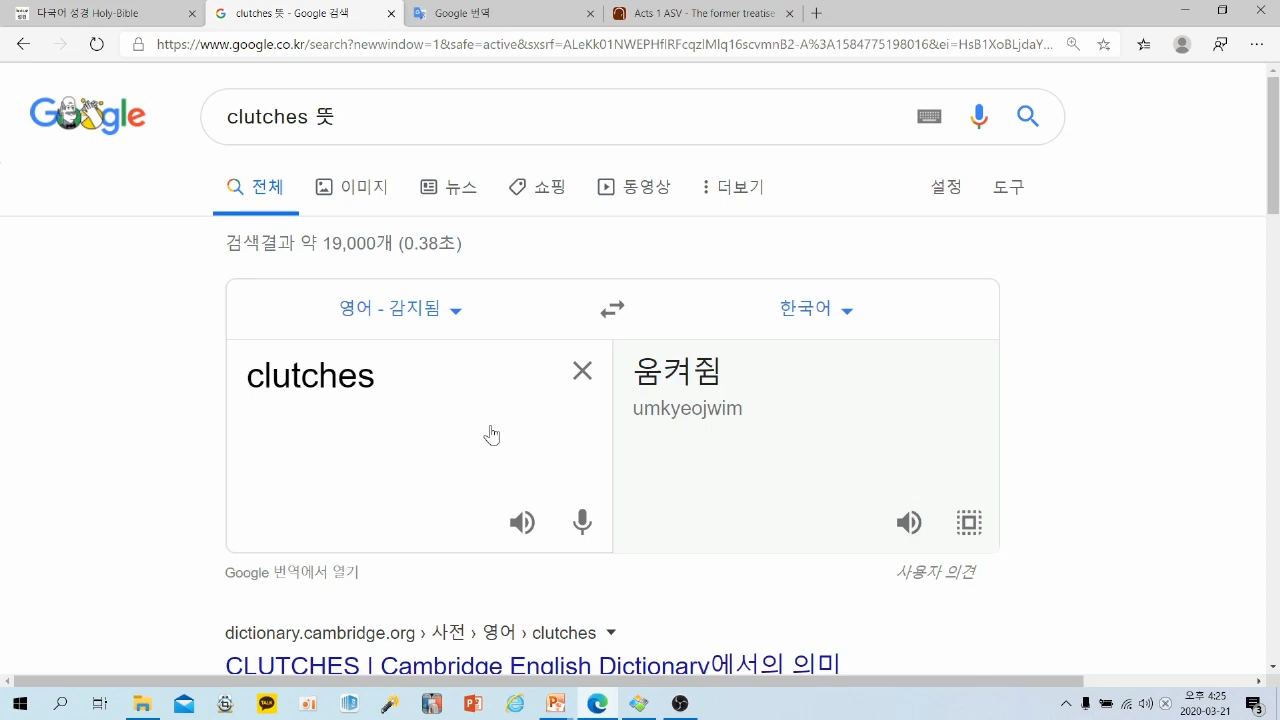 다국어 성경 Holy-Bible
clutches 뜻 - Google 검색
Google 번역
Acts 1 ASV - The former treatise
https://www.google.co.kr/search?newwindow=1&safe=active&sxsrf=ALeKk01NWEPHflRFcqzlMlq16scvmnB2-A%3A1584775198016&ei=HsB1XoBLjdaY...
Google
clutches 뜻
전체 이미지 뉴스 쇼핑 동영상 더보기 설정 도구
검색결과 약 19,000개 (0.38초)
영어 - 감지됨 한국어
clutches
움켜쥠
umkyeojwim
Google 번역에서 열기 사용자 의견
dictionary.cambridge.org › 사전 › 영어 › clutches
CLUTCHES | Cambridge English Dictionary에서의 의미
TALK
오후 4:25
2020-03-21
3